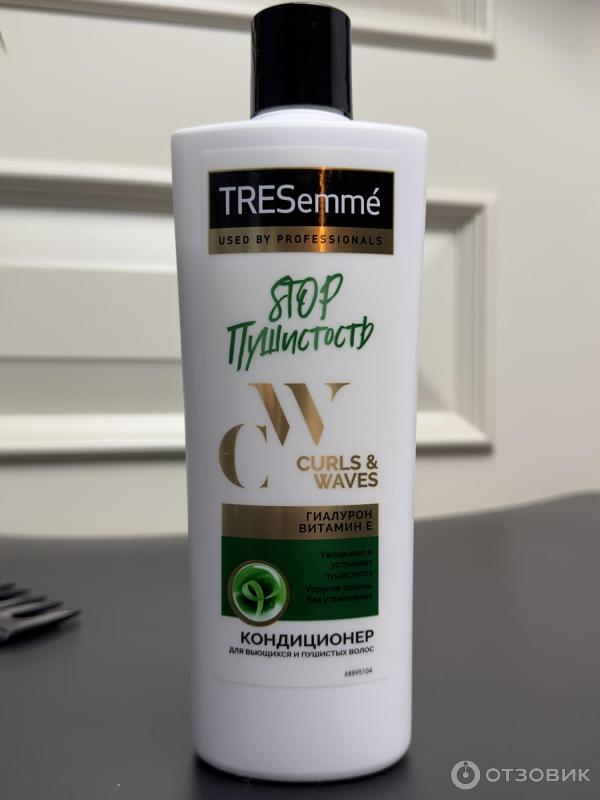 TRESemmé
USED BY PROFESSIONALS
STOP
Пушистость
CW
CURLS &
WAVES
ГИАЛУРОН
ВИТАМИН Е
Увлажняет и
устраняет
пушистость
Упругие локоны
без утяжеления
КОНДИЦИОНЕР
ДЛЯ ВЬЮЩИХСЯ И ПУШИСТЫХ ВОЛОС
68895104
ОТЗОВИК